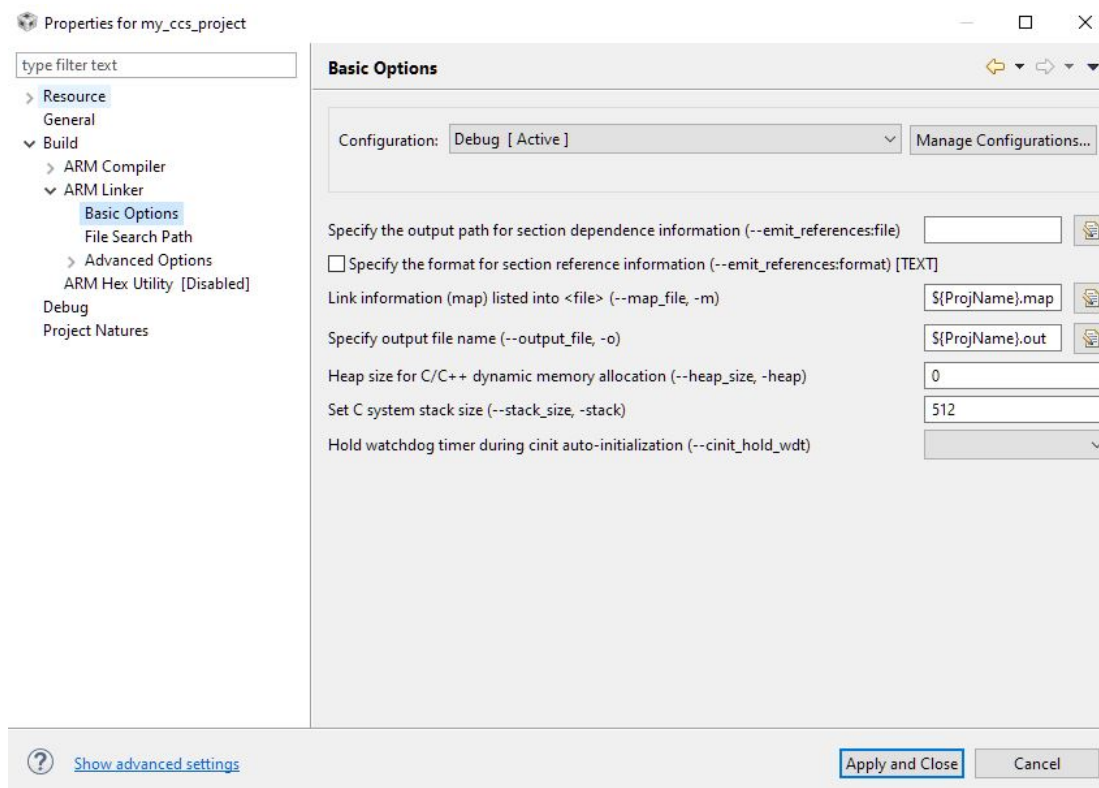 Properties for my_ccs_project
type filter text
Resource
General
Build
ARM Compiler
ARM Linker
Basic Options
File Search Path
Advanced Options
ARM Hex Utility [Disabled]
Debug
Project Natures
Basic Options
Configuration: Debug [ Active ] Manage Configurations...
Specify the output path for section dependence information (--emit_references:file)
Specify the format for section reference information (--emit_references:format) [TEXT]
Link information (map) listed into <file> (--map_file, -m) ${ProjName}.map
Specify output file name (--output_file, -o) ${ProjName}.out
Heap size for C/C++ dynamic memory allocation (--heap_size, -heap) 0
Set C system stack size (--stack_size, -stack) 512
Hold watchdog timer during cinit auto-initialization (--cinit_hold_wdt)
Show advanced settings Apply and Close Cancel